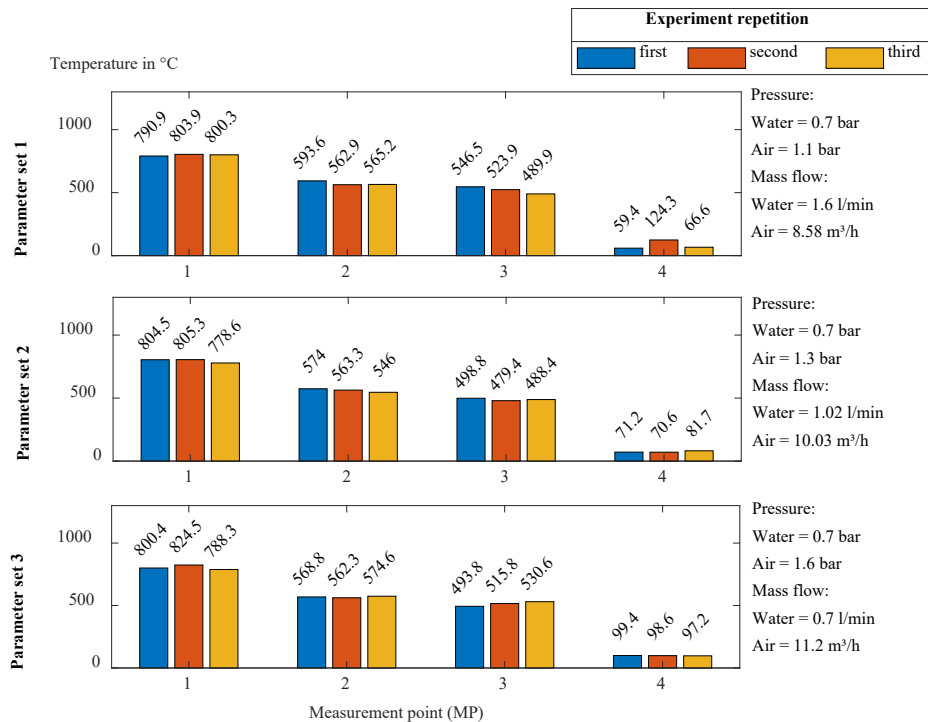 Experiment repetition
first second third
Temperature in °C
Parameter set 1
1000
500
0
790.9 803.9 800.3
593.6 562.9 565.2
546.5 523.9 489.9
59.4 124.3 66.6
1 2 3 4
Pressure:
Water = 0.7 bar
Air = 1.1 bar
Mass flow:
Water = 1.6 l/min
Air = 8.58 m³/h
Parameter set 2
1000
500
0
804.5 805.3 778.6
574 563.3 546
498.8 479.4 488.4
71.2 70.6 81.7
1 2 3 4
Pressure:
Water = 0.7 bar
Air = 1.3 bar
Mass flow:
Water = 1.02 l/min
Air = 10.03 m³/h
Parameter set 3
1000
500
0
800.4 824.5 788.3
568.8 562.3 574.6
493.8 515.8 530.6
99.4 98.6 97.2
1 2 3 4
Pressure:
Water = 0.7 bar
Air = 1.6 bar
Mass flow:
Water = 0.7 l/min
Air = 11.2 m³/h
Measurement point (MP)